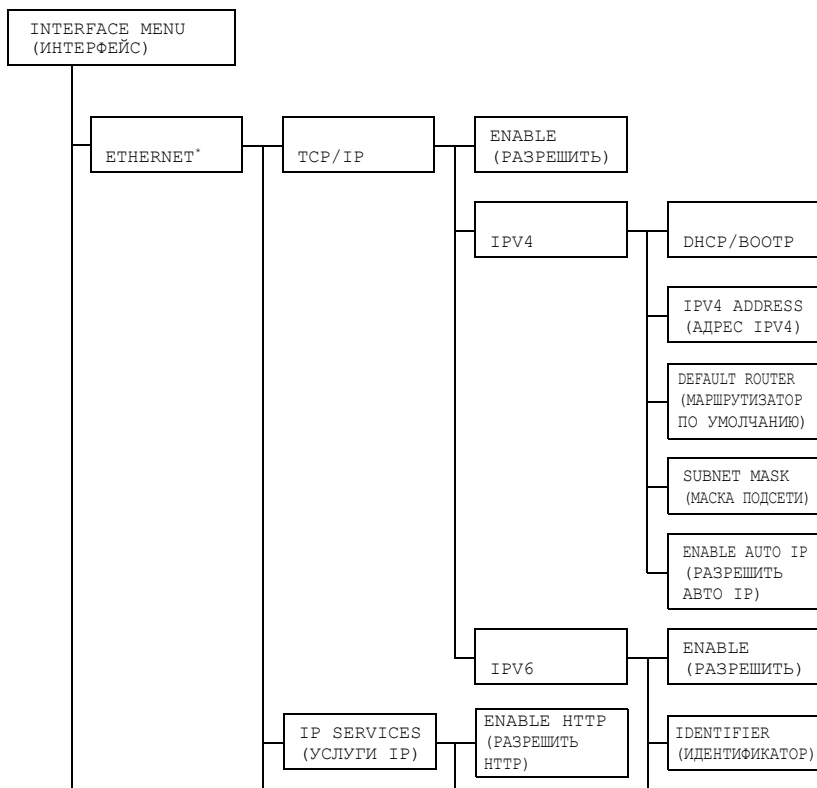 INTERFACE MENU
(ИНТЕРФЕЙС)
ETHERNET*
TCP/IP
ENABLE
(РАЗРЕШИТЬ)
IPV4
DHCP/BOOTP
IPV4 ADDRESS
(АДРЕС IPV4)
DEFAULT ROUTER
(МАРШРУТИЗАТОР
ПО УМОЛЧАНИЮ)
SUBNET MASK
(МАСКА ПОДСЕТИ)
ENABLE AUTO IP
(РАЗРЕШИТЬ
АВТО IP)
IPV6
ENABLE
(РАЗРЕШИТЬ)
IP SERVICES
(УСЛУГИ IP)
ENABLE HTTP
(РАЗРЕШИТЬ
HTTP)
IDENTIFIER
(ИДЕНТИФИКАТОР)